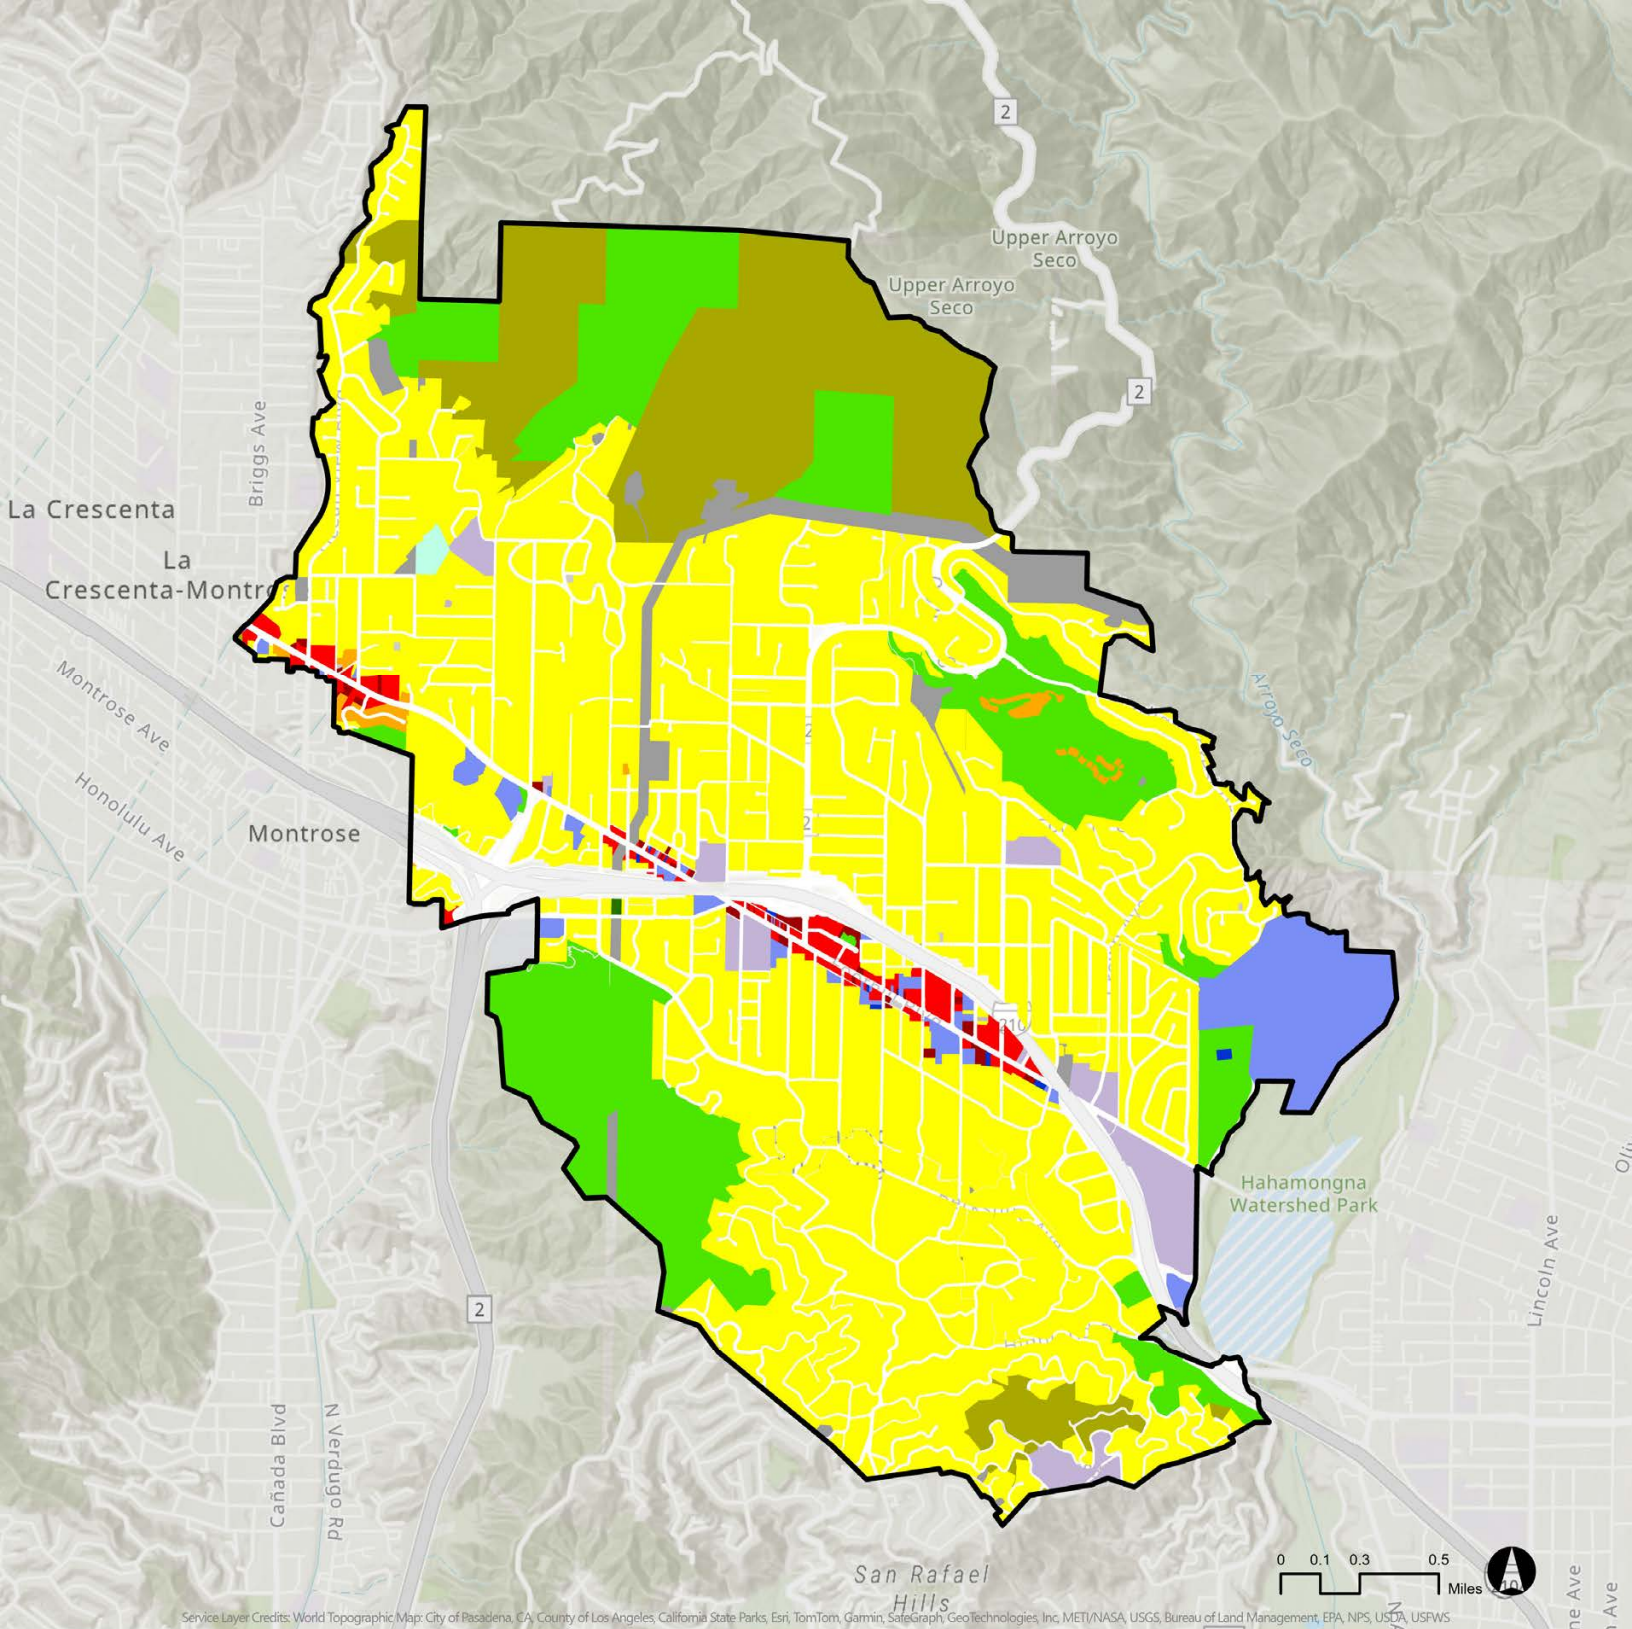 2
Upper Arroyo
Seco
Upper Arroyo
Seco
2
Briggs Ave
La Crescenta
La
Crescenta-Montros
Montrose Ave
Arroyo Seco
Honolulu Ave
Montrose
2
2
210
Hahamongna
Watershed Park
Lincoln Ave
2
Cañada Blvd
N Verdugo Rd
San Rafael
Hills
0 0.1 0.3 0.5
Miles
Service Layer Credits: World Topographic Map: City of Pasadena, CA, County of Los Angeles, California State Parks, Esri, TomTom, Garmin, SafeGraph, GeoTechnologies, Inc, METI/NASA, USGS, Bureau of Land Management, EPA, NPS, USDA, USFWS